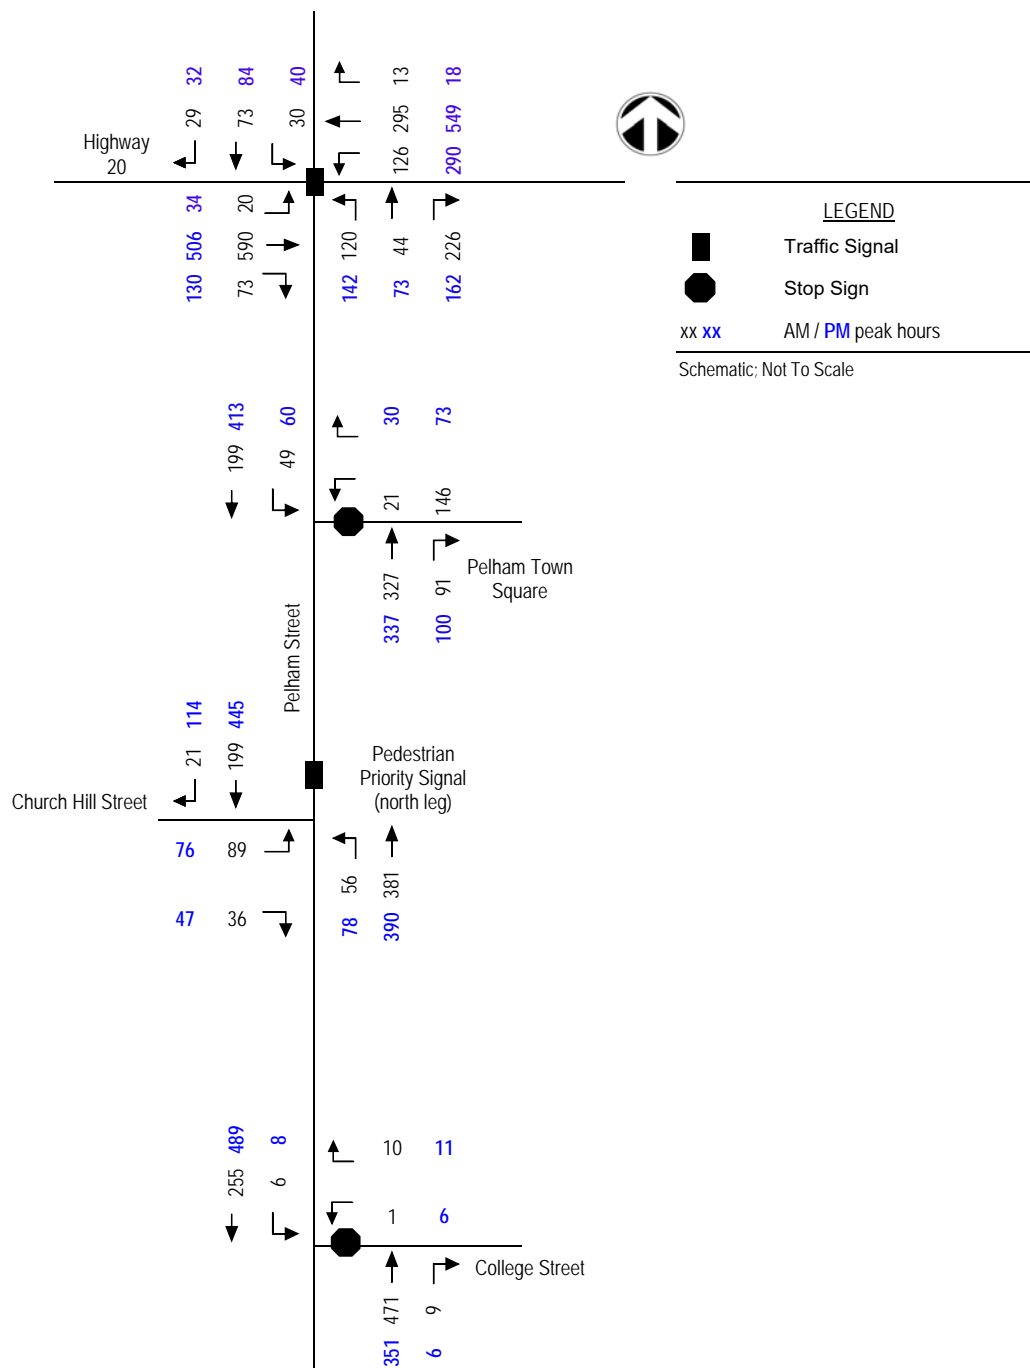 32 84 40 13 18
29 73 30 295 549
Highway
20
126 290
34 20
506 590
130 73
120 44 226
142 73 162
LEGEND
Traffic Signal
Stop Sign
xx xx AM / PM peak hours
Schematic; Not To Scale
413 60 30 73
199 49
21 146
327 91
337 100
Pelham Town
Square
Pelham Street
114 445
21 199
Pedestrian
Priority Signal
(north leg)
Church Hill Street
76 89
56 381
78 390
47 36
489 8 10 11
255 6
1 6
College Street
471 9
351 6